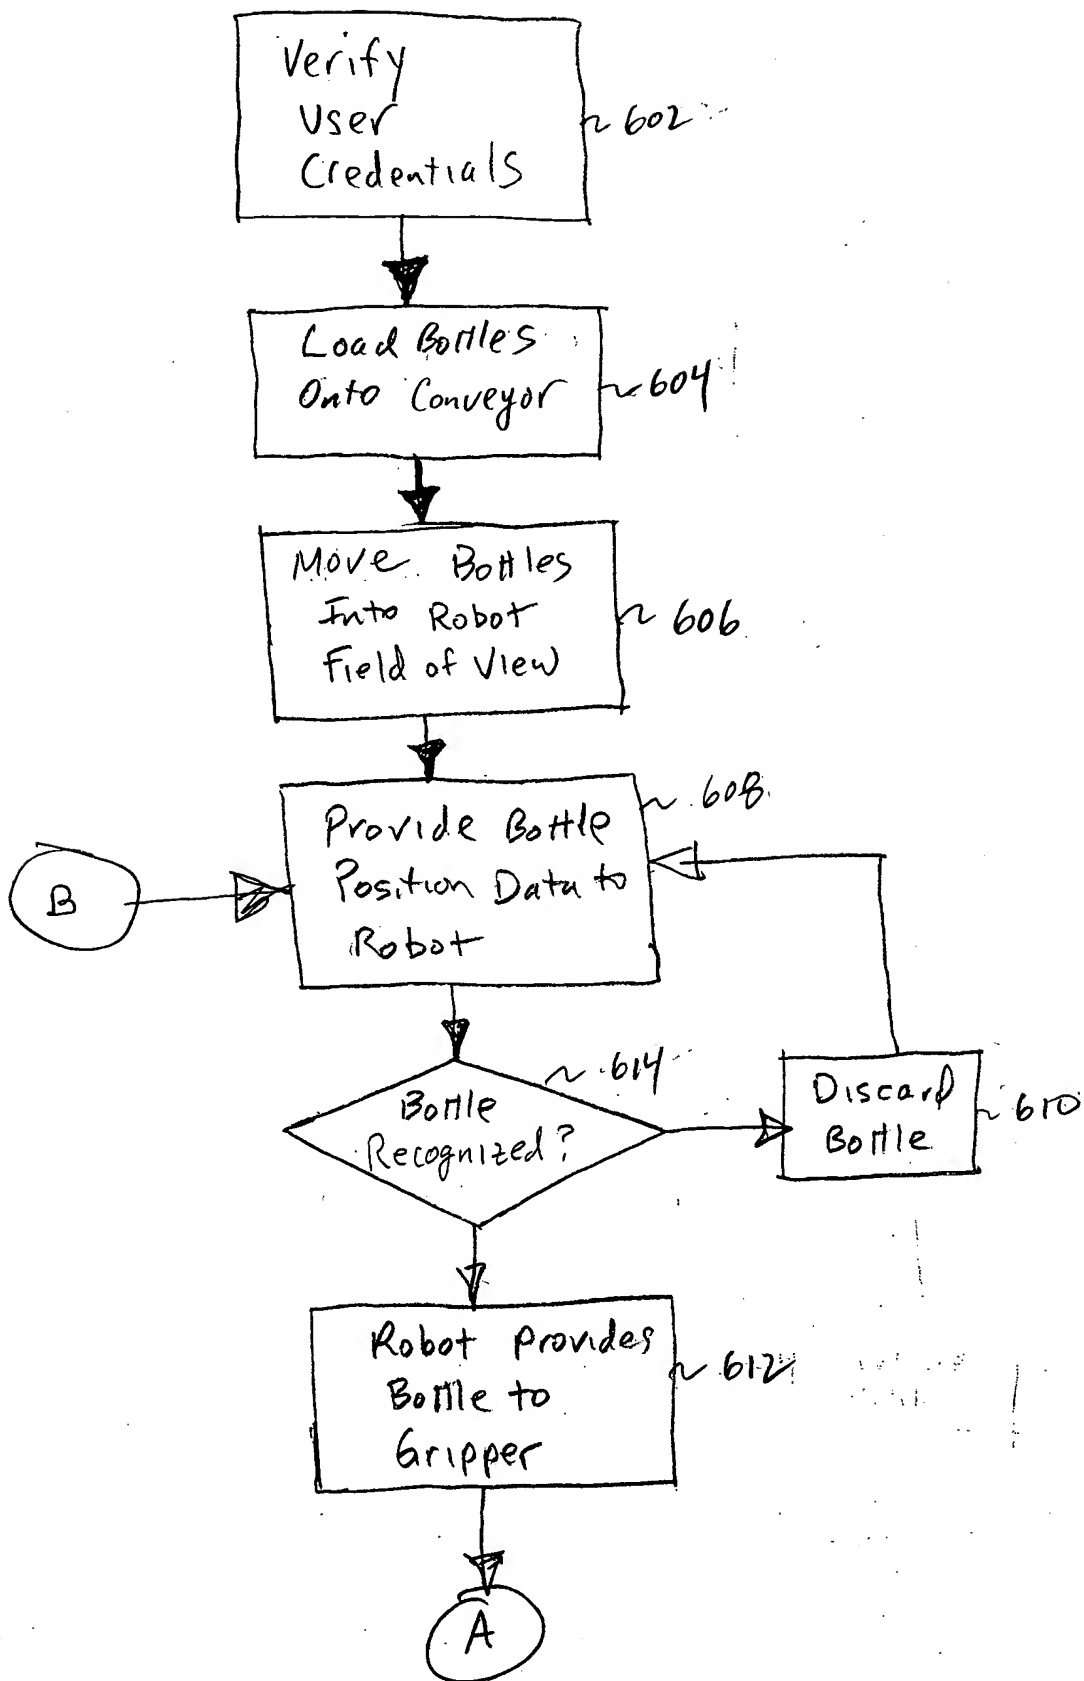 Verify
User
Credentials
~ 602
Load Bottles
Onto Conveyor
~ 604
Move Bottles
Into Robot
Field of View
~ 606
Provide Bottle
Position Data to
Robot
~ 608
B
Bottle
Recognized?
~ 614
Discard
Bottle
~ 610
Robot Provides
Bottle to
Gripper
~ 612
A